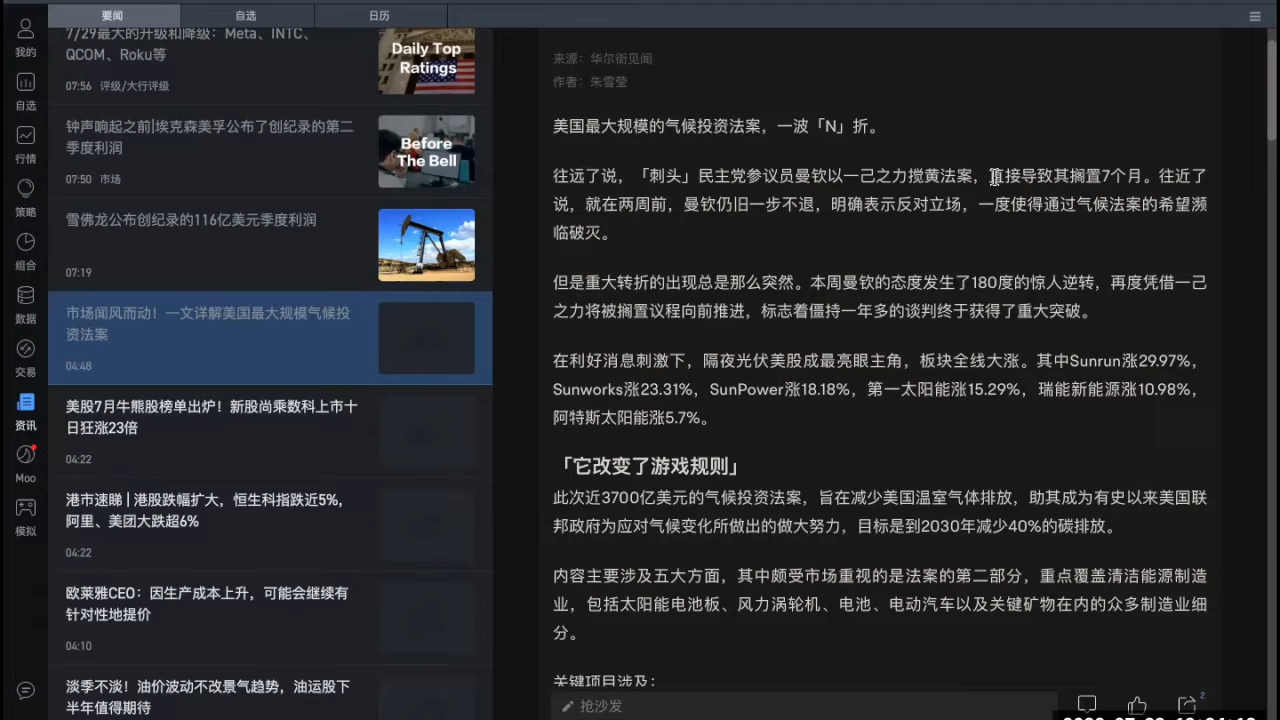 要闻
自选
日历
我的
自选
行情
策略
组合
数据
交易
资讯
Moo
模拟
7/29最大的升级和降级：Meta、INTC、
QCOM、Roku等
07:56 评级/大行评级
Daily Top
Ratings
钟声响起之前|埃克森美孚公布了创纪录的第二
季度利润
07:50 市场
Before
The Bell
雪佛龙公布创纪录的116亿美元季度利润
07:19
市场闻风而动！一文详解美国最大规模气候投
资法案
04:48
美股7月牛熊股榜单出炉！新股尚乘数科上市十
日狂涨23倍
04:22
港市速睇 | 港股跌幅扩大，恒生科指跌近5%，
阿里、美团大跌超6%
04:22
欧莱雅CEO：因生产成本上升，可能会继续有
针对性地提价
04:10
淡季不淡！油价波动不改景气趋势，油运股下
半年值得期待
来源：华尔街见闻
作者：朱雪莹
美国最大规模的气候投资法案，一波「N」折。
往远了说，「刺头」民主党参议员曼钦以一己之力搅黄法案，直接导致其搁置7个月。往近了
说，就在两周前，曼钦仍旧一步不退，明确表示反对立场，一度使得通过气候法案的希望濒
临破灭。
但是重大转折的出现总是那么突然。本周曼钦的态度发生了180度的惊人逆转，再度凭借一己
之力将被搁置议程向前推进，标志着僵持一年多的谈判终于获得了重大突破。
在利好消息刺激下，隔夜光伏美股成最亮眼主角，板块全线大涨。其中Sunrun涨29.97%，
Sunworks涨23.31%，SunPower涨18.18%，第一太阳能涨15.29%，瑞能新能源涨10.98%，
阿特斯太阳能涨5.7%。
「它改变了游戏规则」
此次近3700亿美元的气候投资法案，旨在减少美国温室气体排放，助其成为有史以来美国联
邦政府为应对气候变化所做出的做大努力，目标是到2030年减少40%的碳排放。
内容主要涉及五大方面，其中颇受市场重视的是法案的第二部分，重点覆盖清洁能源制造
业，包括太阳能电池板、风力涡轮机、电池、电动汽车以及关键矿物在内的众多制造业细
分。
关键项目涉及：
抢沙发
2